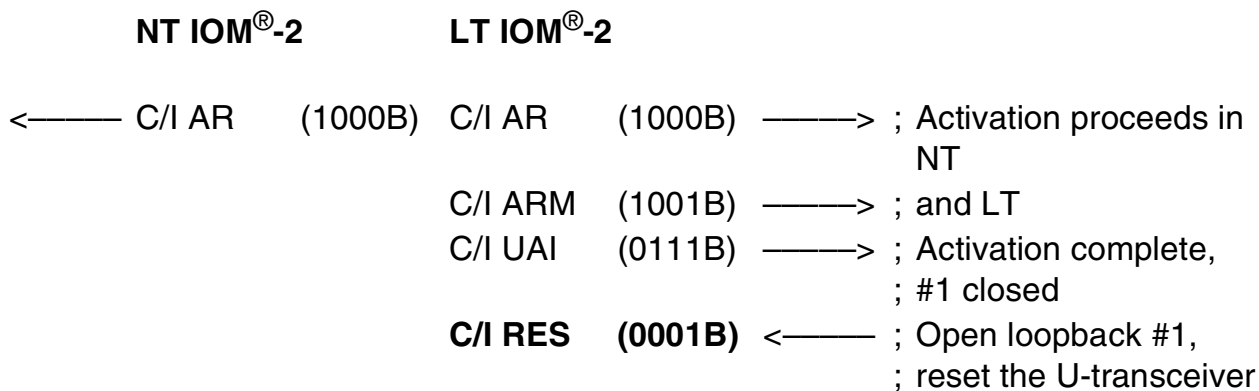 NT IOM®-2 LT IOM®-2
<––––– C/I AR (1000B) C/I AR (1000B) –––––> ; Activation proceeds in
NT
C/I ARM (1001B) –––––> ; and LT
C/I UAI (0111B) –––––> ; Activation complete,
; #1 closed
C/I RES (0001B) <––––– ; Open loopback #1,
; reset the U-transceiver